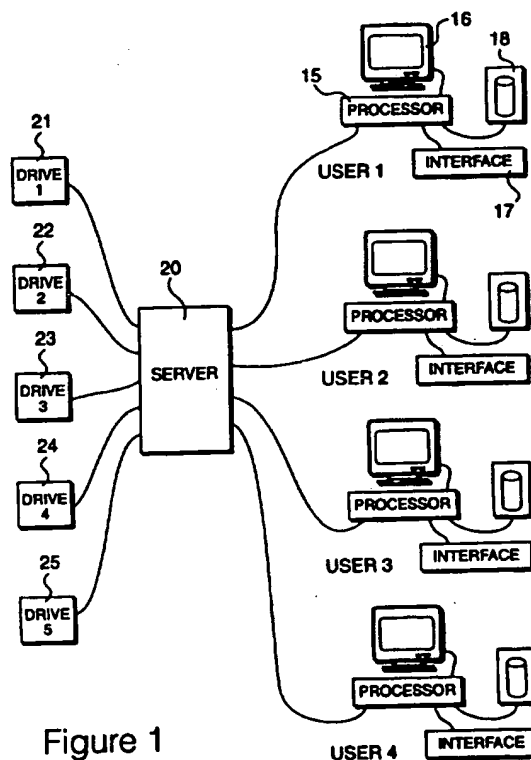 16
18
15
PROCESSOR
21
INTERFACE
USER 1
17
DRIVE
1
22
20
DRIVE
2
PROCESSOR
23
SERVER
INTERFACE
USER 2
DRIVE
3
24
PROCESSOR
DRIVE
4
INTERFACE
USER 3
25
DRIVE
5
PROCESSOR
Figure 1
INTERFACE
USER 4